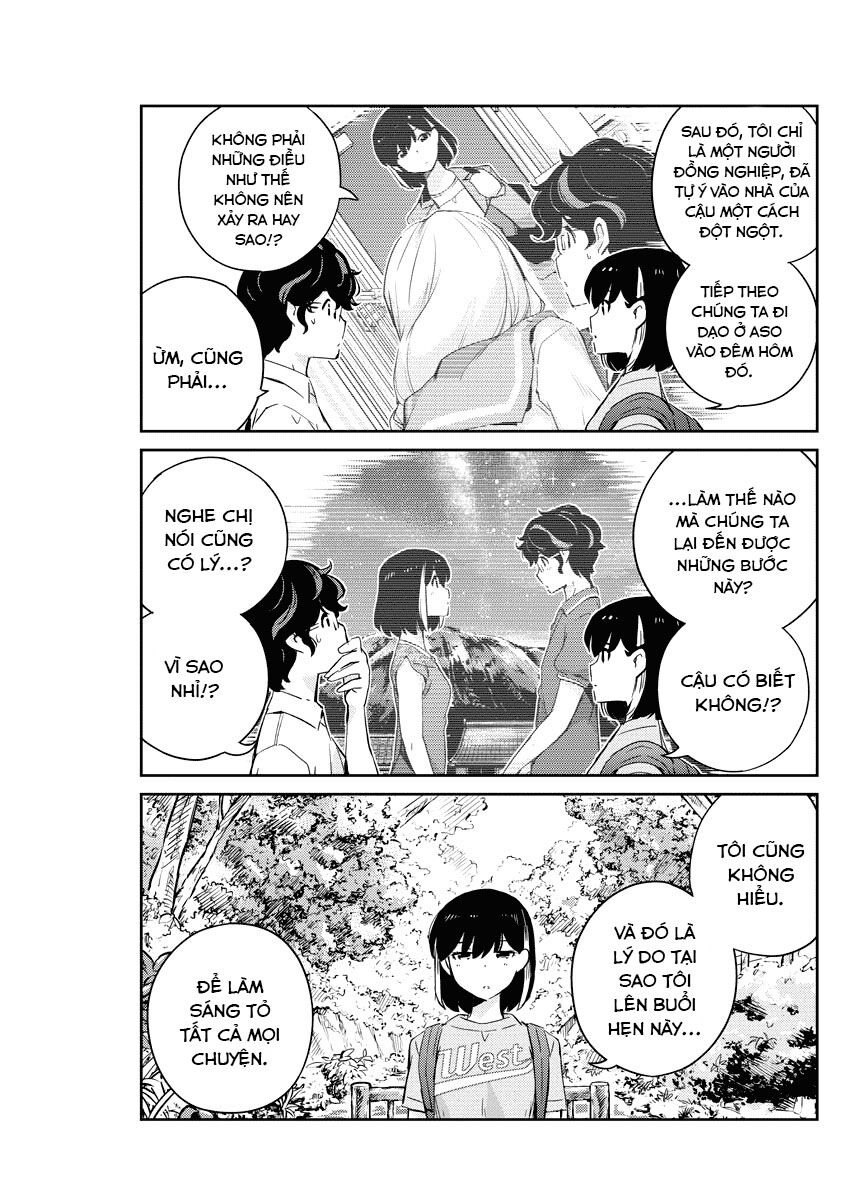 SAU ĐÓ, TÔI CHỈ
LÀ MỘT NGƯỜI
ĐỒNG NGHIỆP, ĐÃ
TỰ Ý VÀO NHÀ CỦA
CẬU MỘT CÁCH
ĐỘT NGỘT.
TIẾP THEO
CHÚNG TA ĐI
DẠO Ở ASO
VÀO ĐÊM HÔM
ĐÓ.
KHÔNG PHẢI
NHỮNG ĐIỀU
NHƯ THẾ
KHÔNG NÊN
XẢY RA HAY
SAO!?
ỪM, CŨNG
PHẢI...
...LÀM THẾ NÀO
MÀ CHÚNG TA
LẠI ĐẾN ĐƯỢC
NHỮNG BƯỚC
NÀY?
CẬU CÓ BIẾT
KHÔNG!?
NGHE CHỊ
NÓI CŨNG
CÓ LÝ...?
VÌ SAO
NHỈ!?
TÔI CŨNG
KHÔNG
HIỂU.
VÀ ĐÓ LÀ
LÝ DO TẠI
SAO TÔI
LÊN BUỔI
HẸN NÀY...
ĐỂ LÀM
SÁNG TỎ
TẤT CẢ MỌI
CHUYỆN.
West